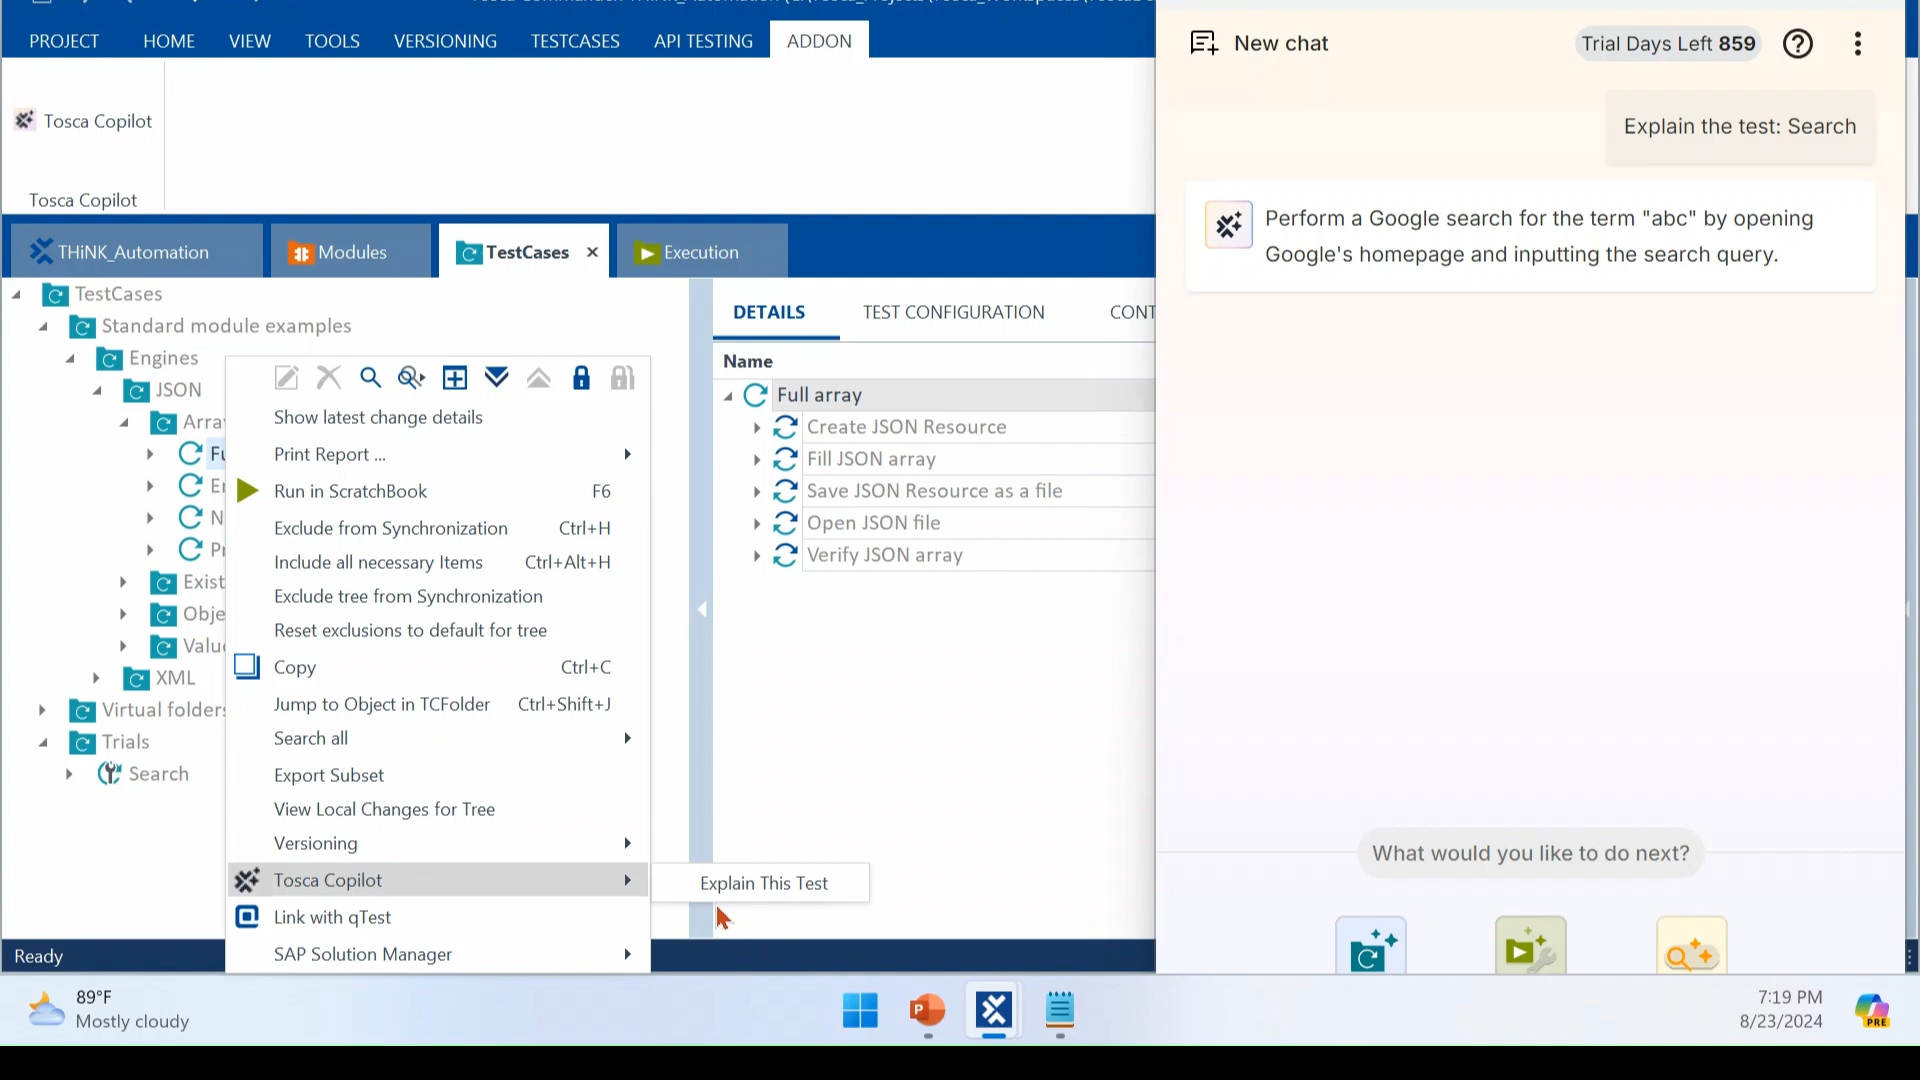 PROJECT HOME VIEW TOOLS VERSIONING TESTCASES API TESTING ADDON
Tosca Copilot
Tosca Copilot
THiNK_Automation Modules TestCases Execution
TestCases
Standard module examples
Engines
JSON
Arra
Fu
N
Exist
Obje
Valu
XML
Virtual folders
Trials
Search
Show latest change details
Print Report ...
Run in ScratchBook F6
Exclude from Synchronization Ctrl+H
Include all necessary Items Ctrl+Alt+H
Exclude tree from Synchronization
Reset exclusions to default for tree
Copy Ctrl+C
Jump to Object in TCFolder Ctrl+Shift+J
Search all
Export Subset
View Local Changes for Tree
Versioning
Tosca Copilot
Link with qTest
SAP Solution Manager
Explain This Test
DETAILS TEST CONFIGURATION CONT
Name
Full array
Create JSON Resource
Fill JSON array
Save JSON Resource as a file
Open JSON file
Verify JSON array
New chat
Trial Days Left 859
Explain the test: Search
Perform a Google search for the term "abc" by opening
Google's homepage and inputting the search query.
What would you like to do next?
Ready
89°F
Mostly cloudy
7:19 PM
8/23/2024
PRE